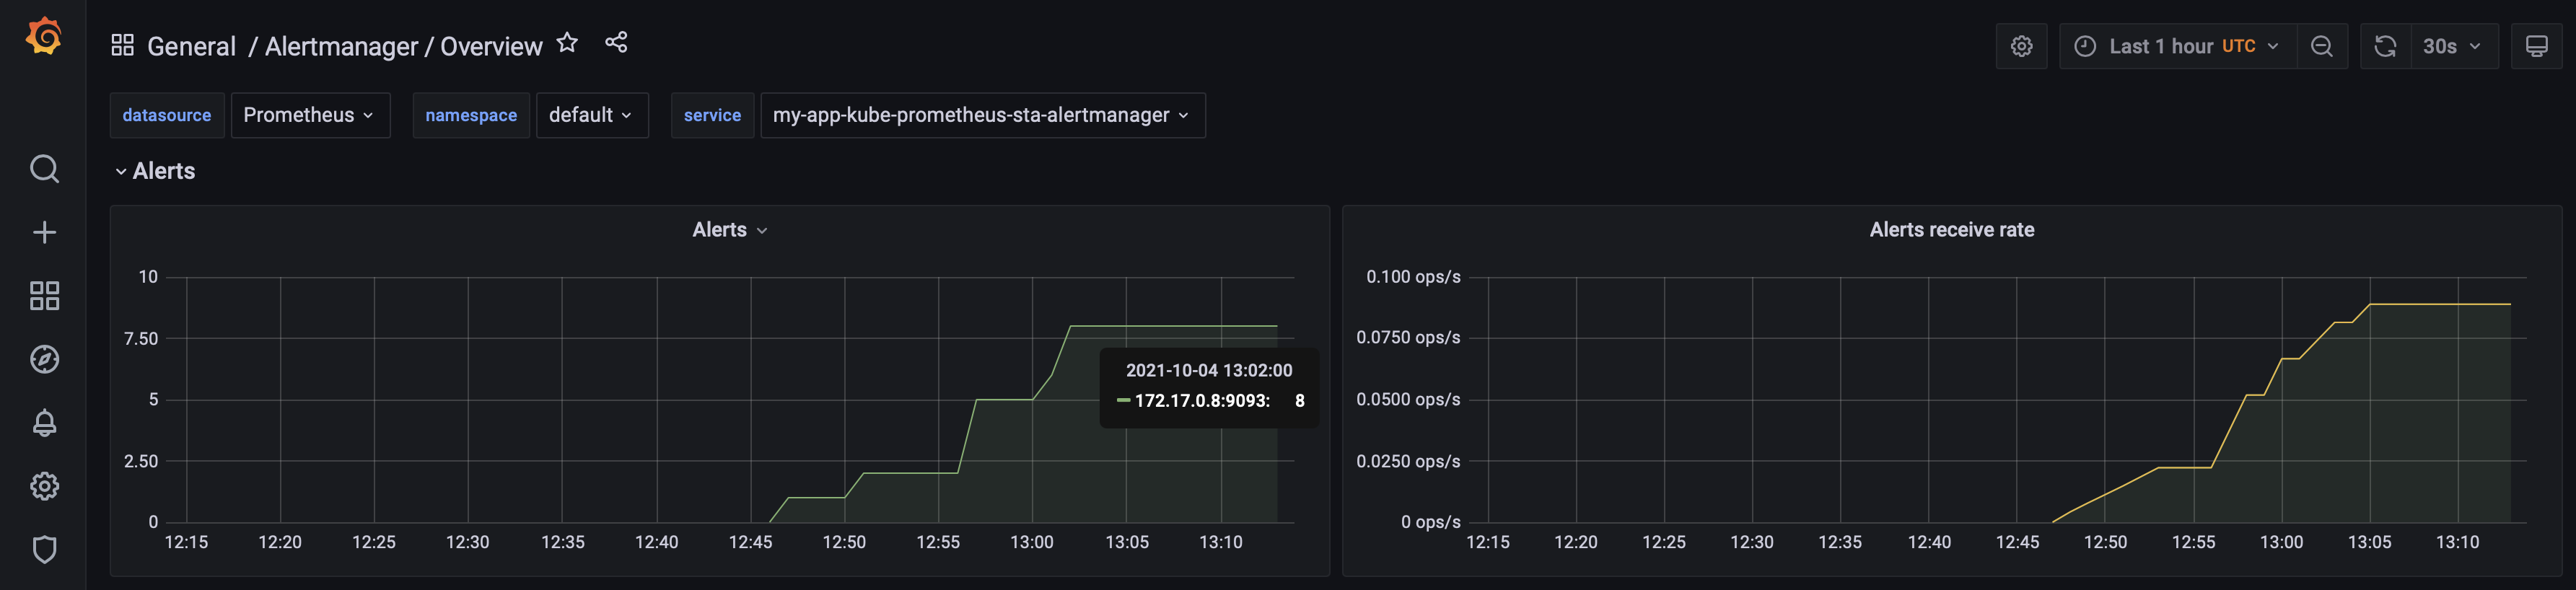 General / Alertmanager / Overview
Last 1 hour UTC
30s
datasource Prometheus namespace default service my-app-kube-prometheus-sta-alertmanager
Alerts
Alerts
10
7.50
5
2.50
0
12:15 12:20 12:25 12:30 12:35 12:40 12:45 12:50 12:55 13:00 13:05 13:10
2021-10-04 13:02:00
172.17.0.8:9093: 8
Alerts receive rate
0.100 ops/s
0.0750 ops/s
0.0500 ops/s
0.0250 ops/s
0 ops/s
12:15 12:20 12:25 12:30 12:35 12:40 12:45 12:50 12:55 13:00 13:05 13:10